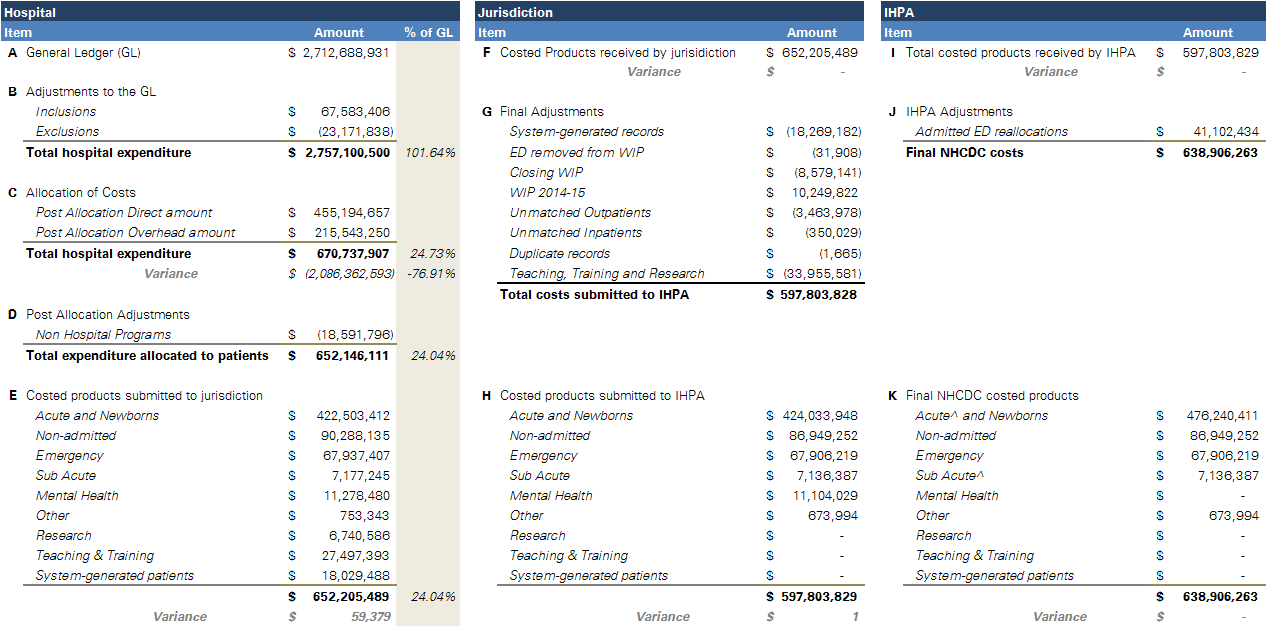 Hospital
Item Amount % of GL
A General Ledger (GL) $ 2,712,688,931
B Adjustments to the GL
Inclusions $ 67,583,406
Exclusions $ (23,171,838)
Total hospital expenditure $ 2,757,100,500 101.64%
C Allocation of Costs
Post Allocation Direct amount $ 455,194,657
Post Allocation Overhead amount $ 215,543,250
Total hospital expenditure $ 670,737,907 24.73%
Variance $ (2,086,362,593) -76.91%
D Post Allocation Adjustments
Non Hospital Programs $ (18,591,796)
Total expenditure allocated to patients $ 652,146,111 24.04%
E Costed products submitted to jurisdiction
Acute and Newborns $ 422,503,412
Non-admitted $ 90,288,135
Emergency $ 67,937,407
Sub Acute $ 7,177,245
Mental Health $ 11,278,480
Other $ 753,343
Research $ 6,740,586
Teaching & Training $ 27,497,393
System-generated patients $ 18,029,488
$ 652,205,489 24.04%
Variance $ 59,379
Jurisdiction
Item Amount
F Costed Products received by jurisidiction $ 652,205,489
Variance $ -
G Final Adjustments
System-generated records $ (18,269,182)
ED removed from WIP $ (31,908)
Closing WIP $ (8,579,141)
WIP 2014-15 $ 10,249,822
Unmatched Outpatients $ (3,463,978)
Unmatched Inpatients $ (350,029)
Duplicate records $ (1,665)
Teaching, Training and Research $ (33,955,581)
Total costs submitted to IHPA $ 597,803,828
H Costed products submitted to IHPA
Acute and Newborns $ 424,033,948
Non-admitted $ 86,949,252
Emergency $ 67,906,219
Sub Acute $ 7,136,387
Mental Health $ 11,104,029
Other $ 673,994
Research $ -
Teaching & Training $ -
System-generated patients $ -
$ 597,803,829
Variance $ 1
IHPA
Item Amount
I Total costed products received by IHPA $ 597,803,829
Variance $ -
J IHPA Adjustments
Admitted ED reallocations $ 41,102,434
Final NHCDC costs $ 638,906,263
K Final NHCDC costed products
Acute^ and Newborns $ 476,240,411
Non-admitted $ 86,949,252
Emergency $ 67,906,219
Sub Acute^ $ 7,136,387
Mental Health $ -
Other $ 673,994
Research $ -
Teaching & Training $ -
System-generated patients $ -
$ 638,906,263
Variance $ -